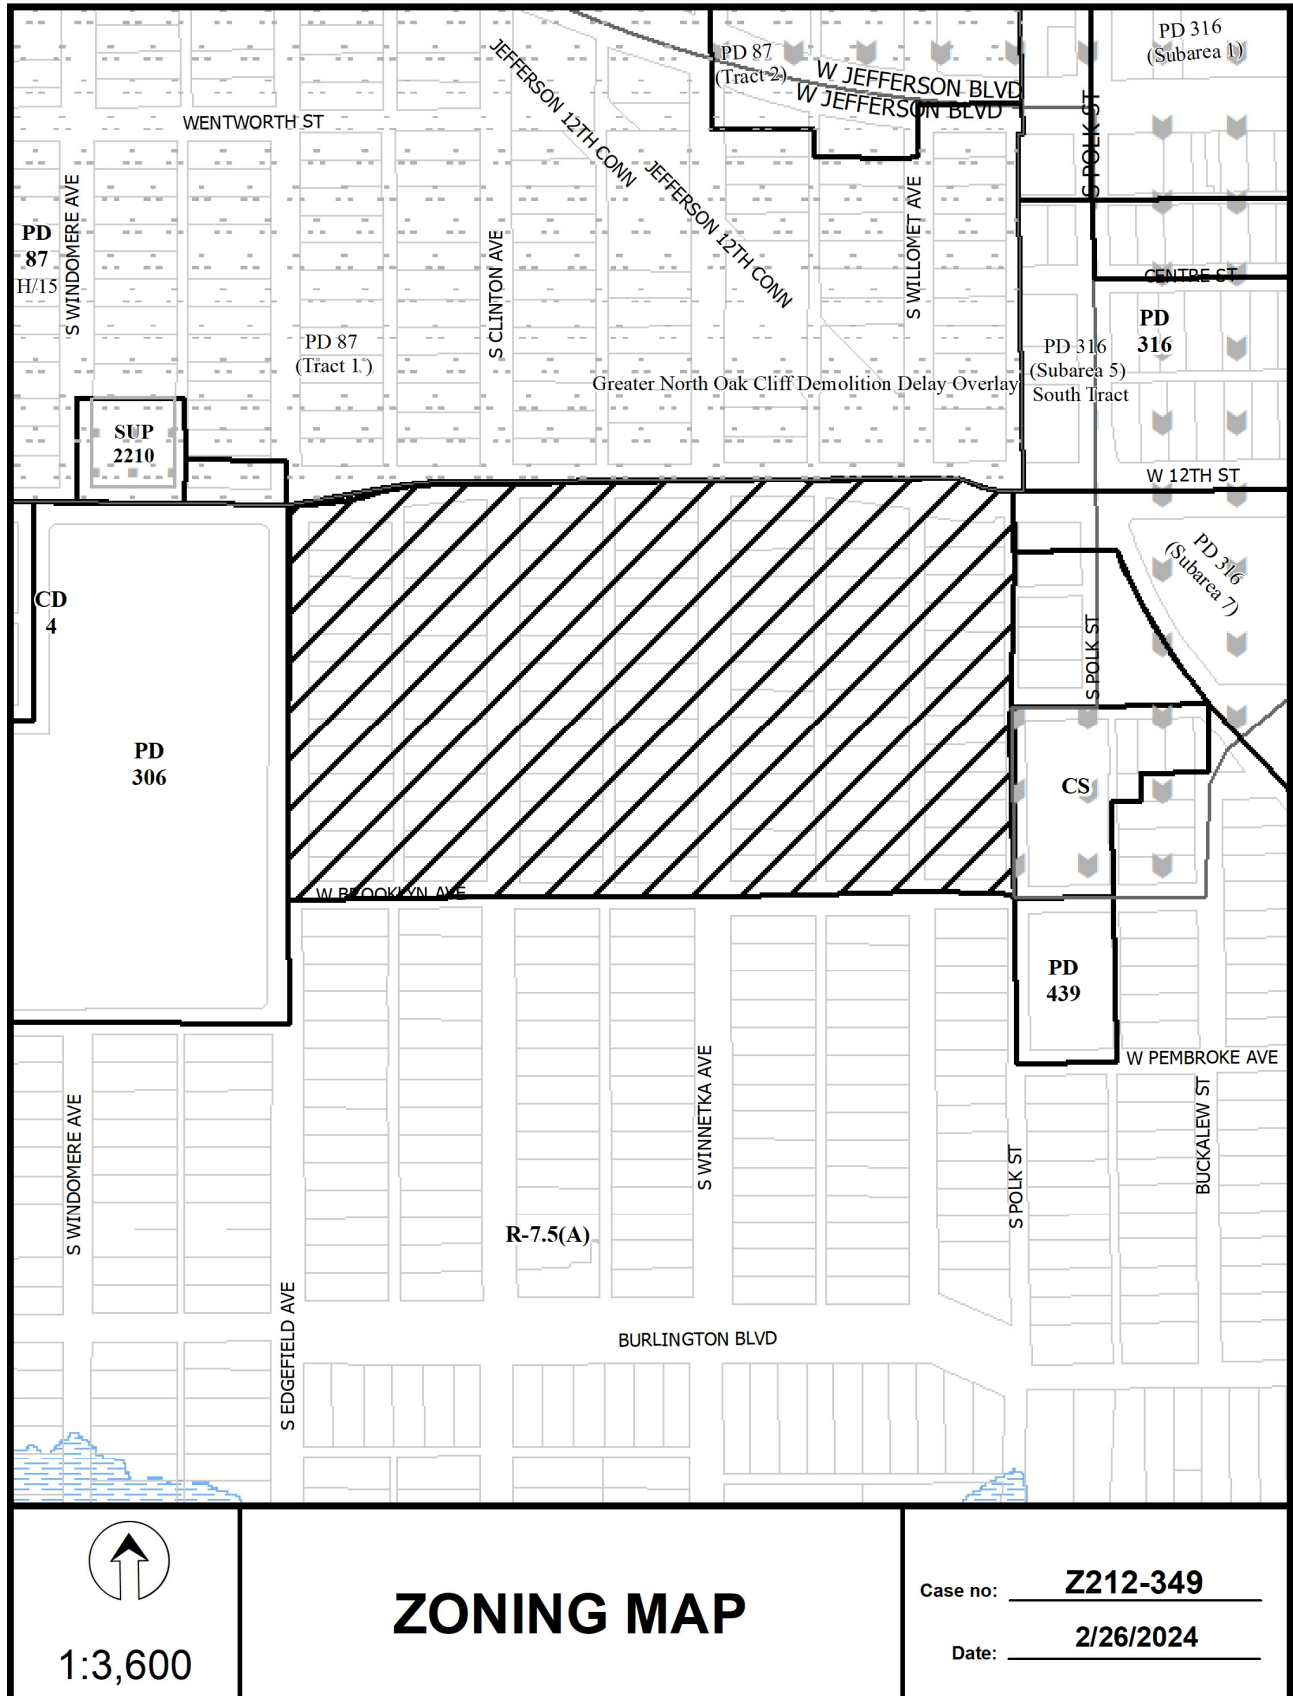 PD 316
(Subarea 1)
PD 87
(Tract 2)
W JEFFERSON BLVD
W JEFFERSON BLVD
JEFFERSON 12TH CONN
JEFFERSON 12TH CONN
WENTWORTH ST
S POLK ST
S WINDOMERE AVE
PD
87
H/15
S CLINTON AVE
S WILLOMET AVE
CENTRE ST
PD
316
PD 87
(Tract 1)
PD 316
(Subarea 5)
South Tract
Greater North Oak Cliff Demolition Delay Overlay
SUP
2210
W 12TH ST
PD 316
(Subarea 7)
CD
4
S POLK ST
PD
306
CS
W BROOKLYN AVE
PD
439
W PEMBROKE AVE
S WINDOMERE AVE
S WINNETKA AVE
S POLK ST
BUCKALEW ST
R-7.5(A)
S EDGEFIELD AVE
BURLINGTON BLVD
1:3,600
ZONING MAP
Case no: Z212-349
Date: 2/26/2024